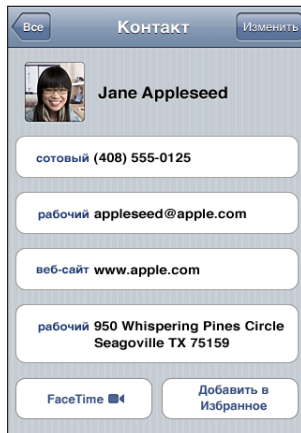 Все Контакт Изменить
Jane Appleseed
сотовый (408) 555-0125
рабочий appleseed@apple.com
веб-сайт www.apple.com
рабочий 950 Whispering Pines Circle
Seagoville TX 75159
FaceTime
Добавить в
Избранное